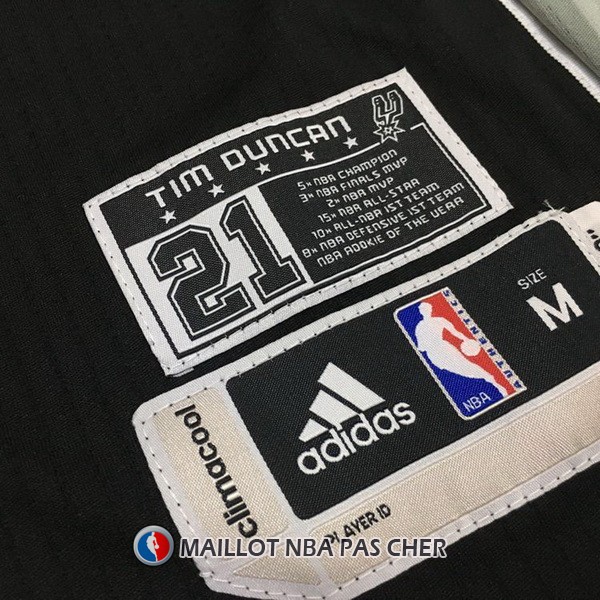 TIM DUNCAN
21
5x NBA CHAMPION
3x NBA FINALS MVP
2x NBA MVP
15x NBA ALL-STAR
10x ALL-NBA 1ST TEAM
8x NBA DEFENSIVE 1ST TEAM
NBA ROOKIE OF THE YEAR
climacool
adidas
NBA
AUTHENTICS
SIZE
M
PLAYER ID
MAILLOT NBA PAS CHER